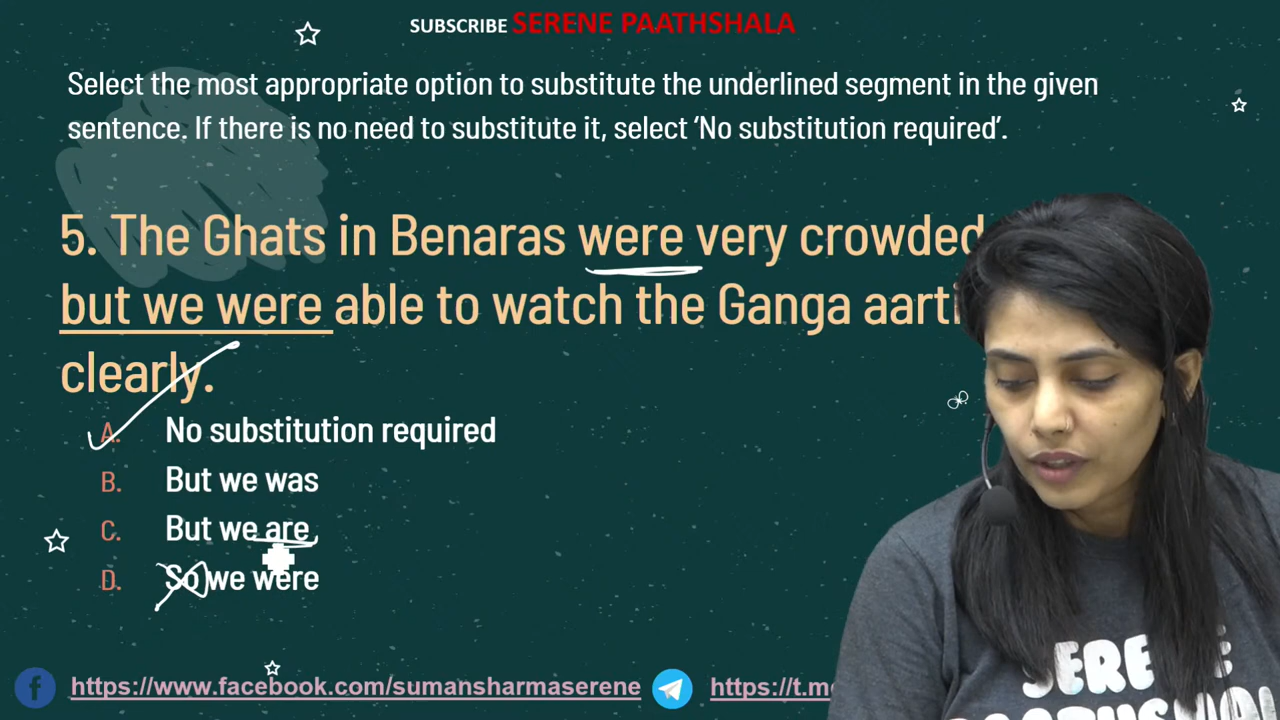 SUBSCRIBE SERENE PAATHSHALA
Select the most appropriate option to substitute the underlined segment in the given
sentence. If there is no need to substitute it, select ‘No substitution required’.
5. The Ghats in Benaras were very crowded
but we were able to watch the Ganga aarti
clearly.
A. No substitution required
B. But we was
C. But we are
D. So we were
https://www.facebook.com/sumansharmaserene https://t.m